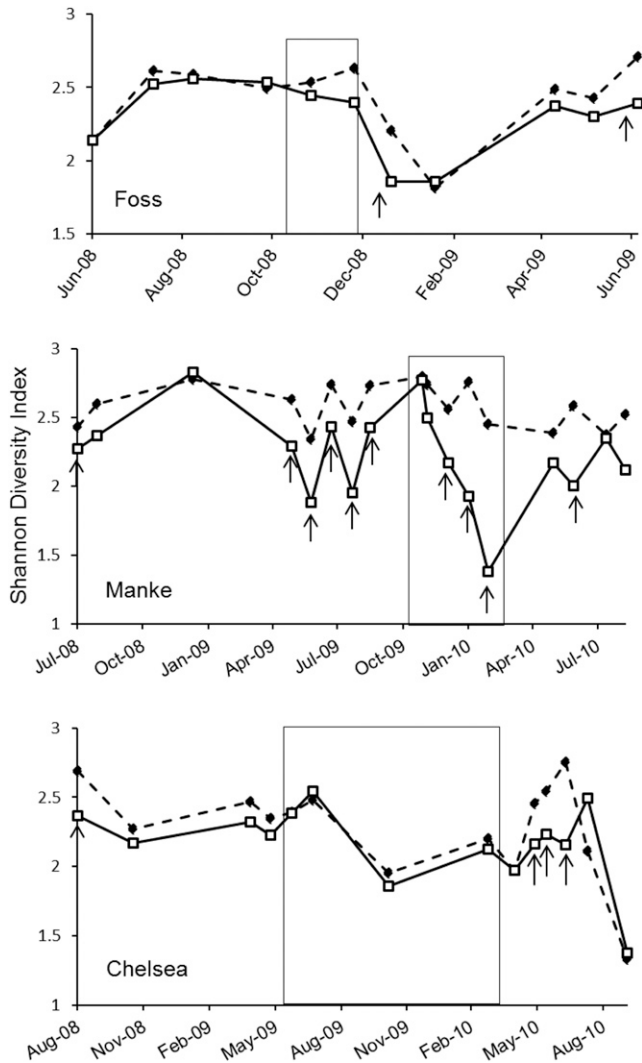 3
2.5
2
1.5
Foss
Jun-08
Aug-08
Oct-08
Dec-08
Feb-09
Apr-09
Jun-09
Shannon Diversity Index
3
2.5
2
1.5
1
Manke
Jul-08
Oct-08
Jan-09
Apr-09
Jul-09
Oct-09
Jan-10
Apr-10
Jul-10
3
2.5
2
1.5
1
Chelsea
Aug-08
Nov-08
Feb-09
May-09
Aug-09
Nov-09
Feb-10
May-10
Aug-10